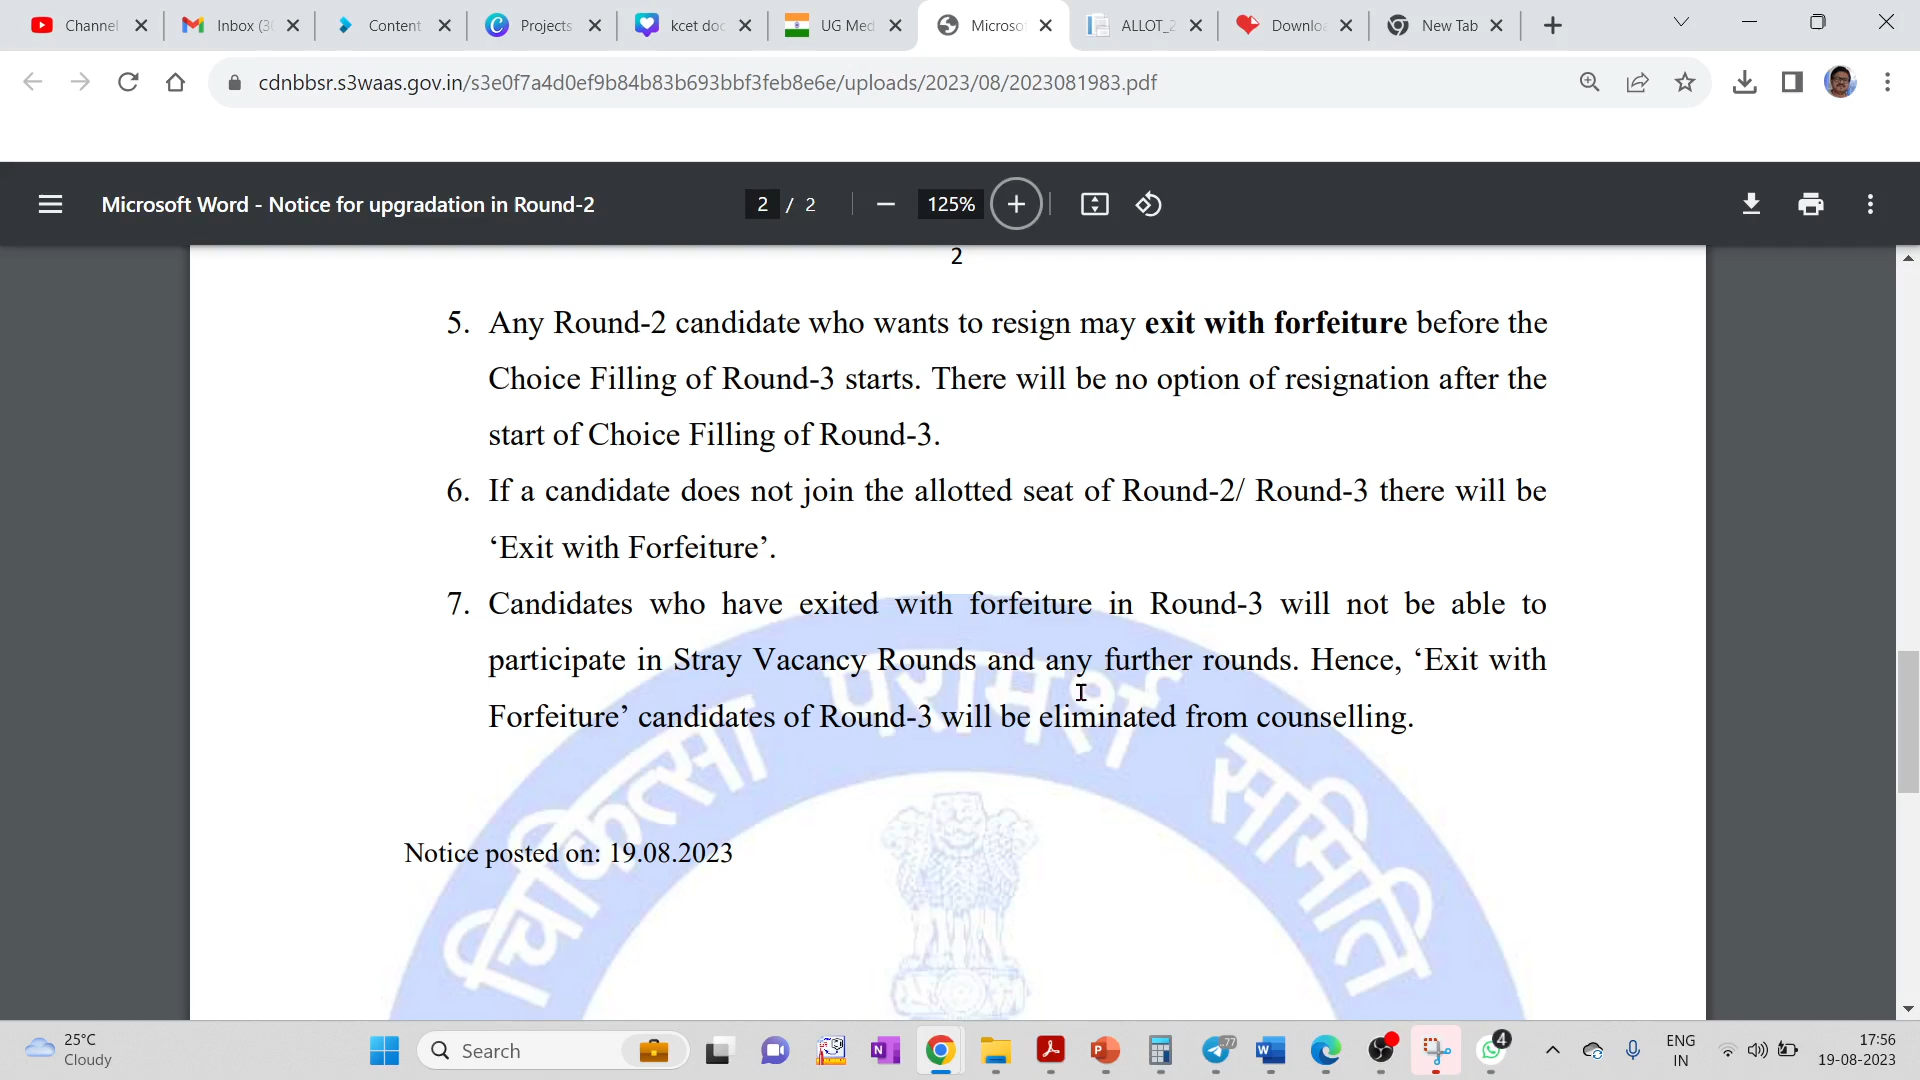 Channel
Inbox (3
Content
Projects
kcet doc
UG Med
Microso
ALLOT_2
Downlo
New Tab
cdnbbsr.s3waas.gov.in/s3e0f7a4d0ef9b84b83b693bbf3feb8e6e/uploads/2023/08/2023081983.pdf
Microsoft Word - Notice for upgradation in Round-2
2 / 2
125%
2
5. Any Round-2 candidate who wants to resign may exit with forfeiture before the
Choice Filling of Round-3 starts. There will be no option of resignation after the
start of Choice Filling of Round-3.
6. If a candidate does not join the allotted seat of Round-2/ Round-3 there will be
‘Exit with Forfeiture’.
7. Candidates who have exited with forfeiture in Round-3 will not be able to
participate in Stray Vacancy Rounds and any further rounds. Hence, ‘Exit with
Forfeiture’ candidates of Round-3 will be eliminated from counselling.
चिकित्सा परामर्श समिति
Notice posted on: 19.08.2023
25°C
Cloudy
Search
77
4
ENG
IN
17:56
19-08-2023